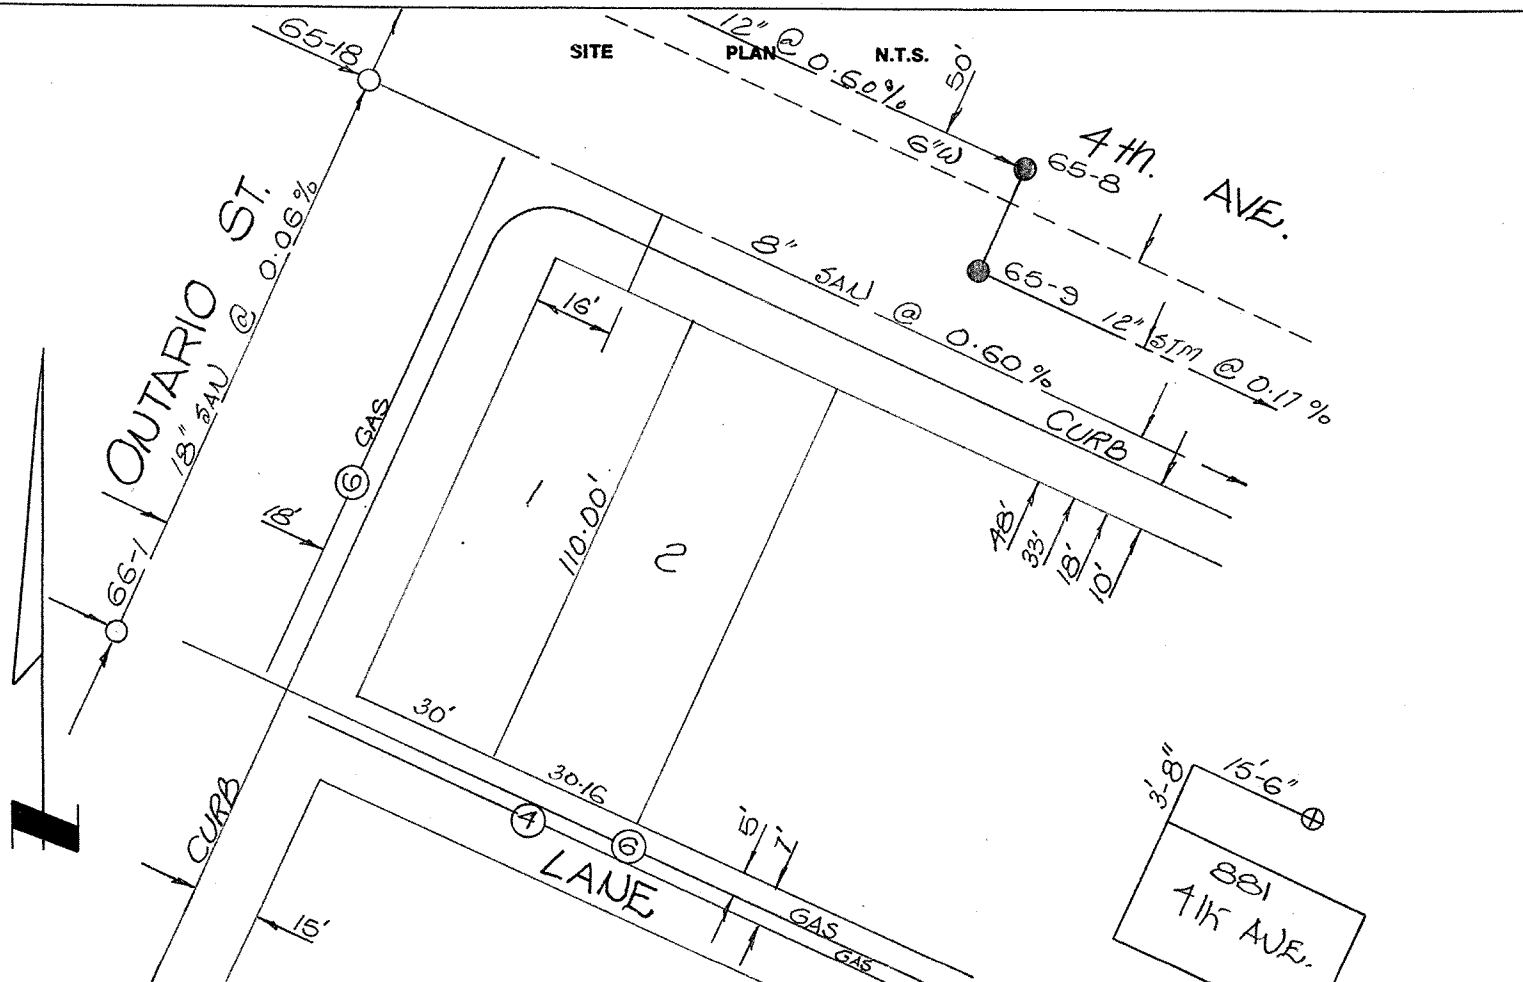 SITE PLAN N.T.S.
65-18
12" @ 0.60%
50'
6"W
4th. AVE.
65-8
65-9
12" STM @ 0.17%
8" SAN @ 0.60%
CURB
ONTARIO ST.
18" SAN @ 0.06%
66-1
6
GAS
18'
16'
1
110.00'
2
48'
33'
18'
10'
30'
30.16
CURB
15'
4
6
LANE
5'
7'
GAS
GAS
3'-8"
15'-6"
881
4th AVE.